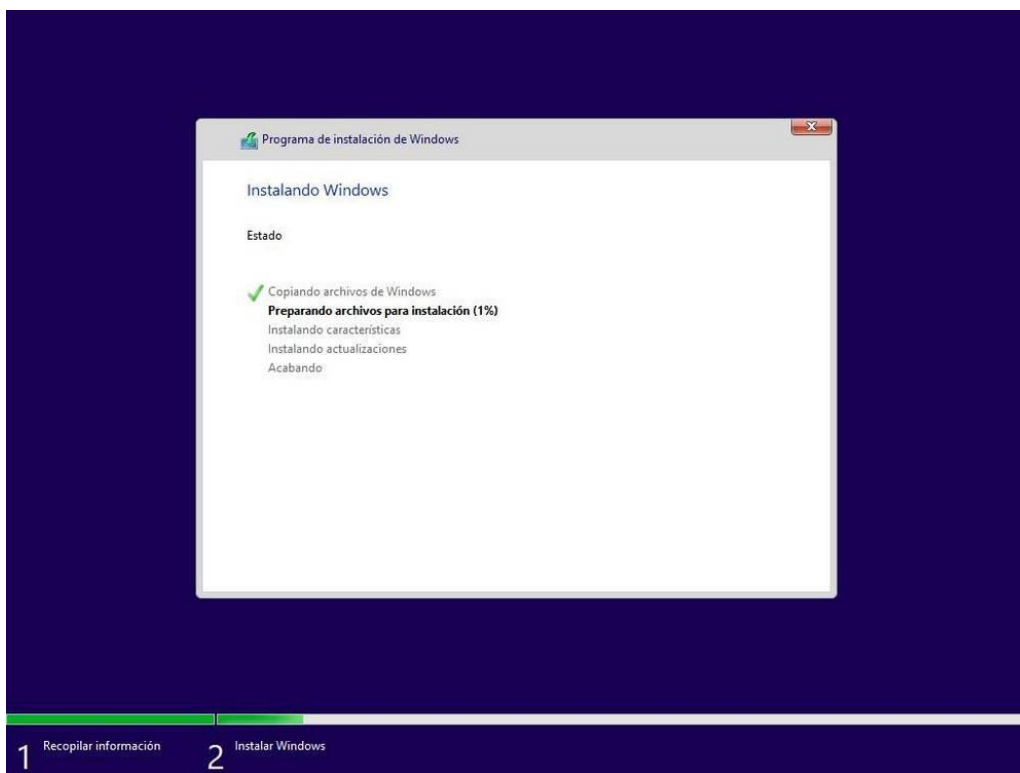 Programa de instalación de Windows
Instalando Windows
Estado
Copiando archivos de Windows
Preparando archivos para instalación (1%)
Instalando características
Instalando actualizaciones
Acabando
1 Recopilar información
2 Instalar Windows